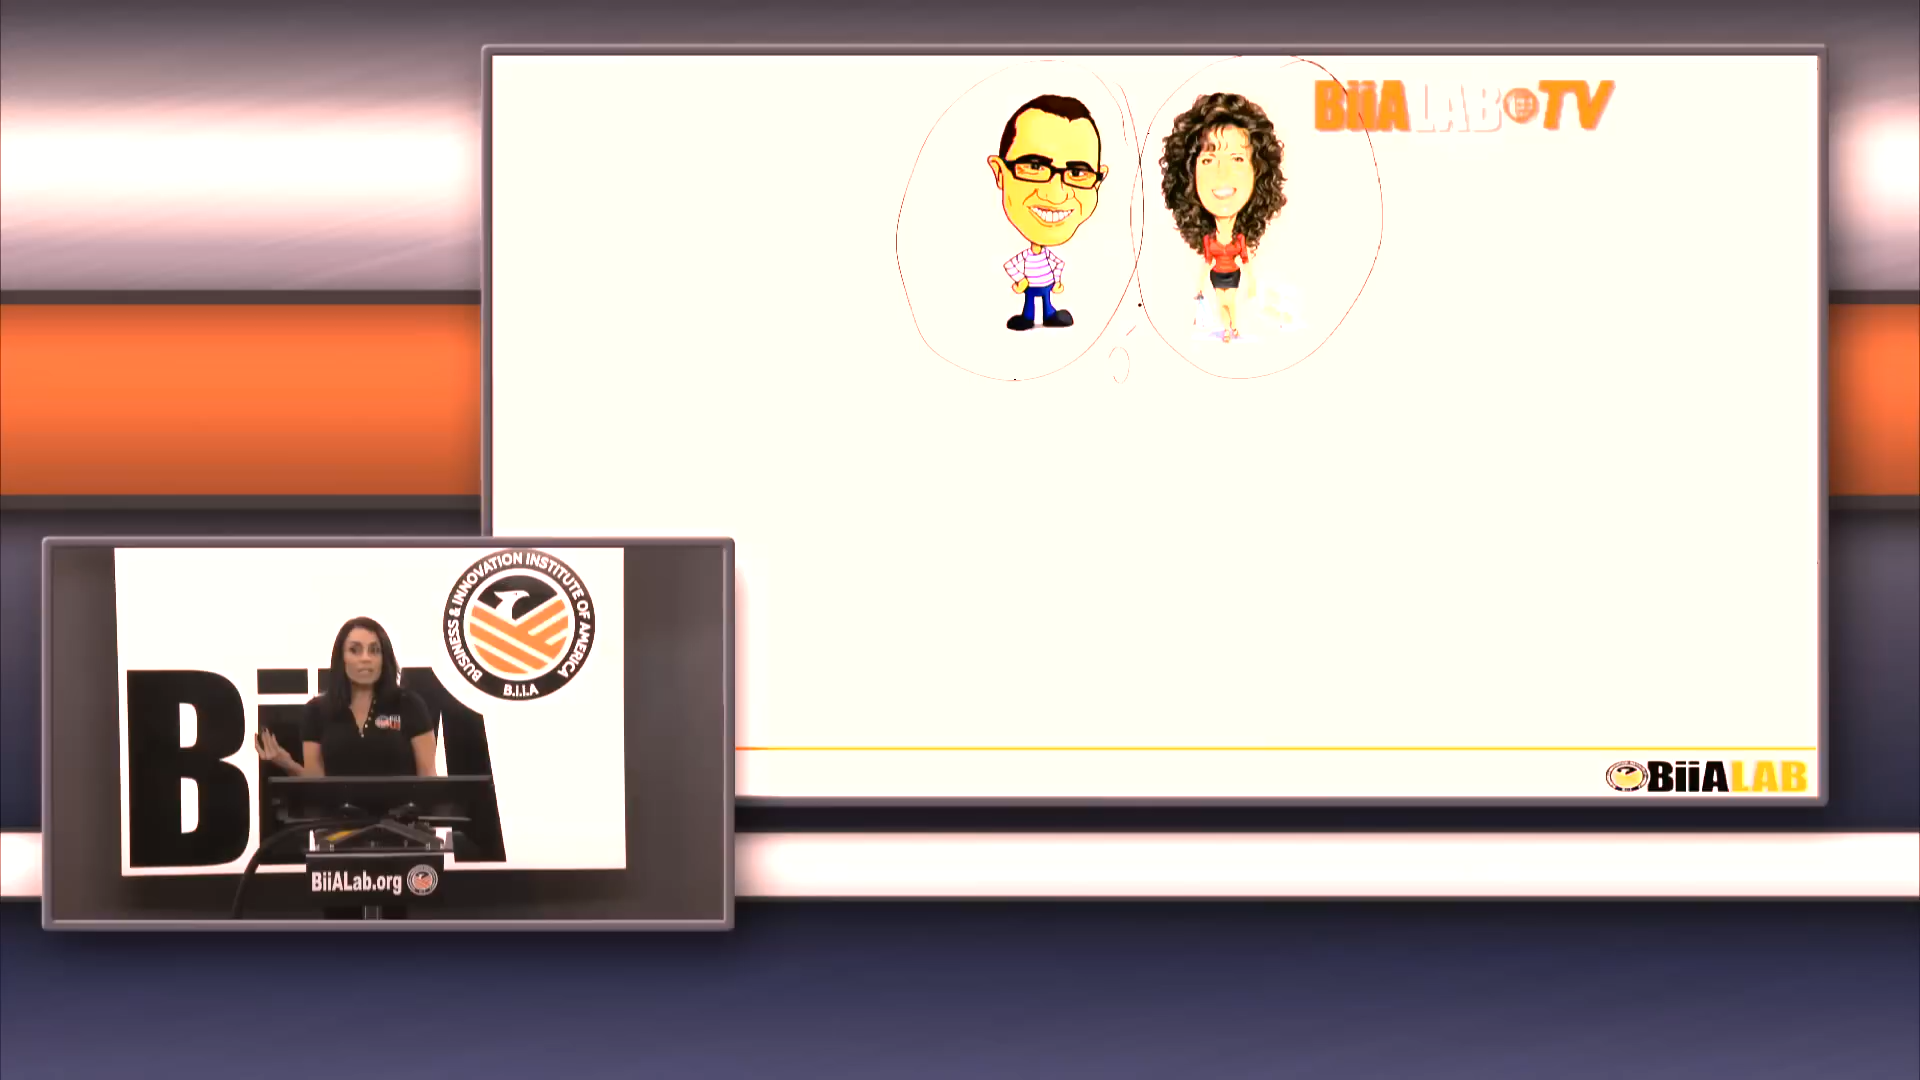 BiiALAB TV
BUSINESS & INNOVATION INSTITUTE OF AMERICA
B.I.I.A
BiiA
BiiALab.org
BiiALAB